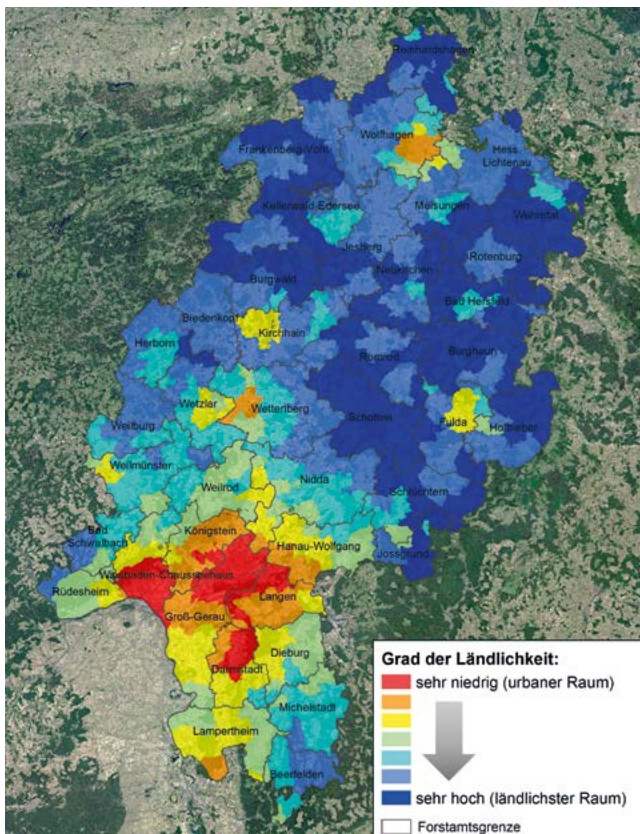 Reinhardshagen
Wolfhagen
Frankenberg-Vöhl
Hess. Lichtenau
Kellerwald-Edersee
Melsungen
Wehretal
Jesberg
Rotenburg
Neukirchen
Burgwald
Bad Hersfeld
Biedenkopf
Kirchhain
Herborn
Romrod
Burghaun
Wetzlar
Wettenberg
Schotten
Fulda
Hofbieber
Weilburg
Weilmünster
Nidda
Weilrod
Schlüchtern
Königstein
Bad Schwalbach
Hanau-Wolfgang
Jossgrund
Wiesbaden-Chausseehaus
Rüdesheim
Langen
Groß-Gerau
Dieburg
Darmstadt
Michelstadt
Lampertheim
Beerfelden
Grad der Ländlichkeit:
sehr niedrig (urbaner Raum)
sehr hoch (ländlichster Raum)
Forstamtsgrenze